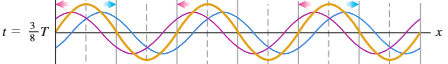 t = 3/8 T x